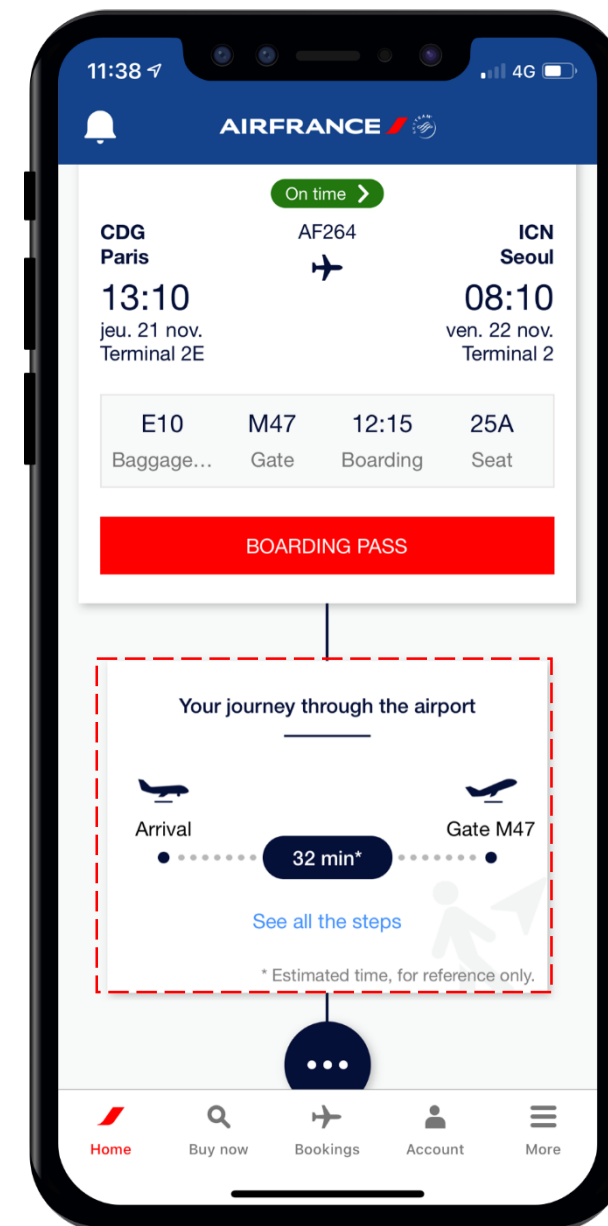 11:38
4G
AIRFRANCE
On time
CDG AF264 ICN
Paris Seoul
13:10 08:10
jeu. 21 nov. ven. 22 nov.
Terminal 2E Terminal 2
E10 M47 12:15 25A
Baggage... Gate Boarding Seat
BOARDING PASS
Your journey through the airport
Arrival Gate M47
32 min*
See all the steps
* Estimated time, for reference only.
Home Buy now Bookings Account More